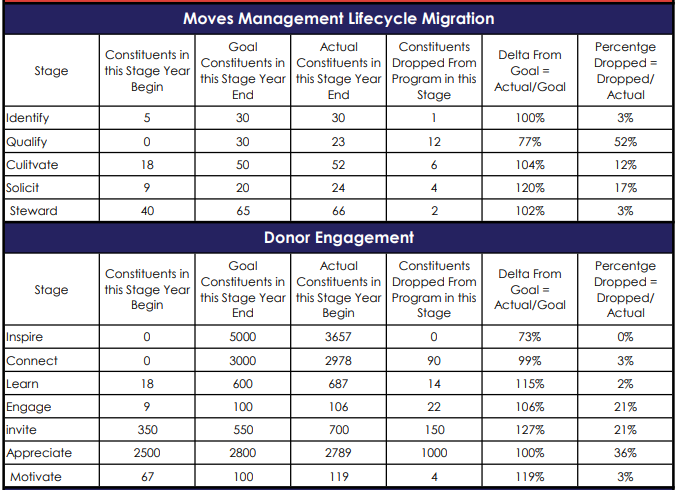 Moves Management Lifecycle Migration
Stage | Constituents in this Stage Year Begin | Goal Constituents in this Stage Year End | Actual Constituents in this Stage Year End | Constituents Dropped From Program in this Stage | Delta From Goal = Actual/Goal | Percentge Dropped = Dropped/ Actual
Identify | 5 | 30 | 30 | 1 | 100% | 3%
Qualify | 0 | 30 | 23 | 12 | 77% | 52%
Culitvate | 18 | 50 | 52 | 6 | 104% | 12%
Solicit | 9 | 20 | 24 | 4 | 120% | 17%
Steward | 40 | 65 | 66 | 2 | 102% | 3%
Donor Engagement
Stage | Constituents in this Stage Year Begin | Goal Constituents in this Stage Year End | Actual Constituents in this Stage Year Begin | Constituents Dropped From Program in this Stage | Delta From Goal = Actual/Goal | Percentge Dropped = Dropped/ Actual
Inspire | 0 | 5000 | 3657 | 0 | 73% | 0%
Connect | 0 | 3000 | 2978 | 90 | 99% | 3%
Learn | 18 | 600 | 687 | 14 | 115% | 2%
Engage | 9 | 100 | 106 | 22 | 106% | 21%
invite | 350 | 550 | 700 | 150 | 127% | 21%
Appreciate | 2500 | 2800 | 2789 | 1000 | 100% | 36%
Motivate | 67 | 100 | 119 | 4 | 119% | 3%